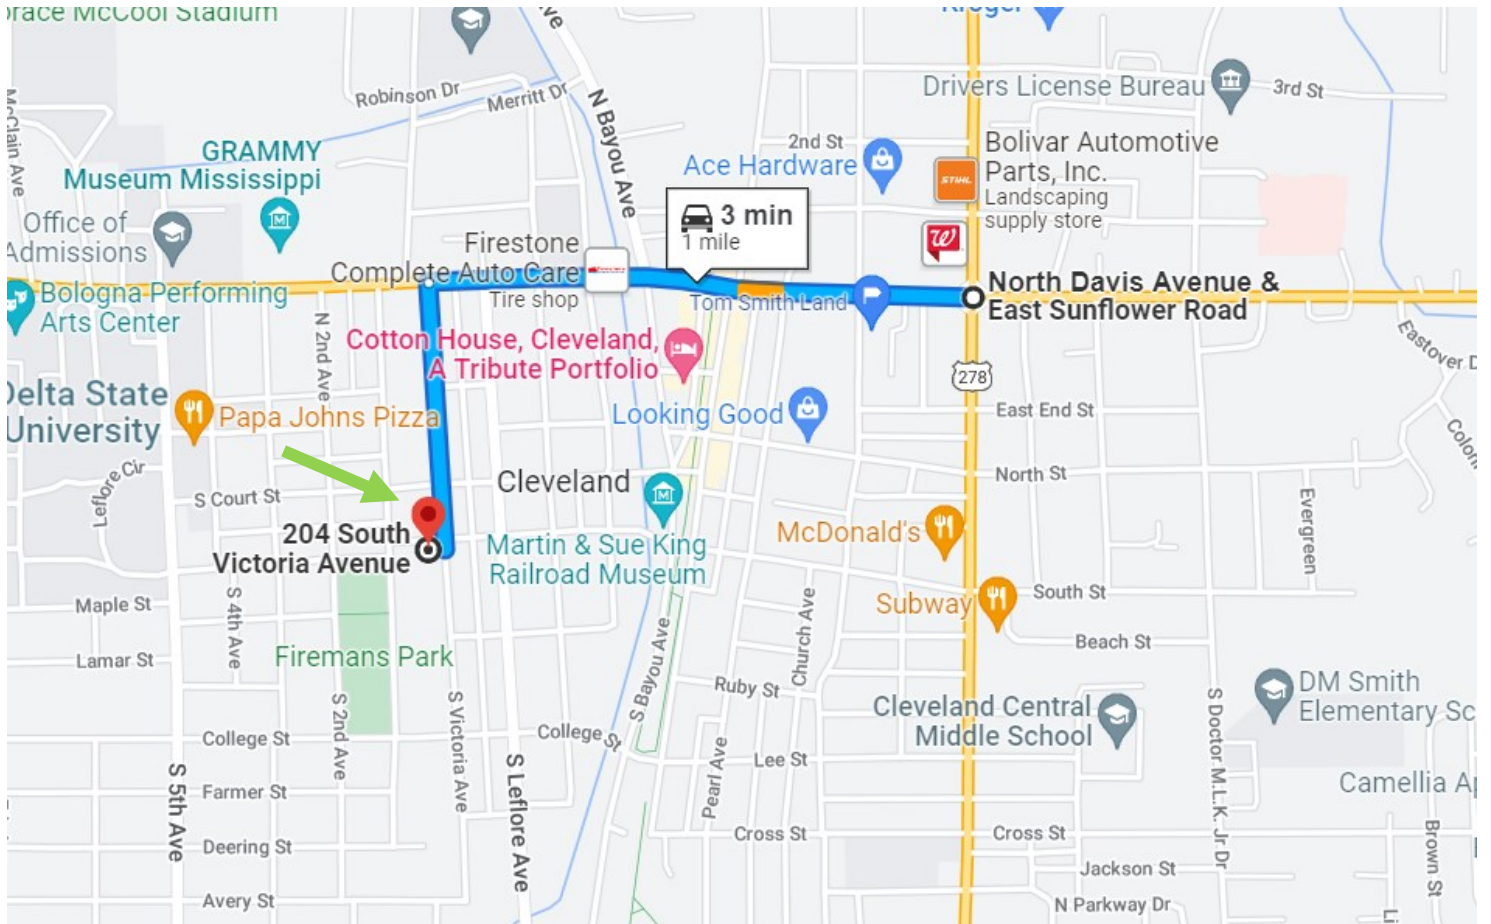 orace McCool Stadium
Kroger
Robinson Dr
Merritt Dr
N Bayou Ave
Drivers License Bureau
3rd St
McClain Ave
2nd St
GRAMMY
Museum Mississippi
Ace Hardware
STIHL
Bolivar Automotive
Parts, Inc.
Landscaping
supply store
Office of
Admissions
3 min
1 mile
Firestone
Complete Auto Care
Tire shop
W
Bologna Performing
Arts Center
Tom Smith Land
North Davis Avenue &
East Sunflower Road
N 2nd Ave
Cotton House, Cleveland,
A Tribute Portfolio
278
Eastover D
Delta State
University
Papa Johns Pizza
Looking Good
East End St
Leflore Cir
S Court St
Cleveland
North St
Evergreen
204 South
Victoria Avenue
Martin & Sue King
Railroad Museum
McDonald's
Maple St
S 4th Ave
Subway
South St
Church Ave
Beach St
Lamar St
Firemans Park
S Bayou Ave
Ruby St
Cleveland Central
Middle School
DM Smith
Elementary Sc
S 2nd Ave
S Victoria Ave
College St
College St
S Doctor M.L.K. Jr Dr
Lee St
S 5th Ave
S Leflore Ave
Pearl Ave
Camellia Ap
Farmer St
Cross St
Cross St
Brown St
Deering St
Jackson St
Avery St
N Parkway Dr